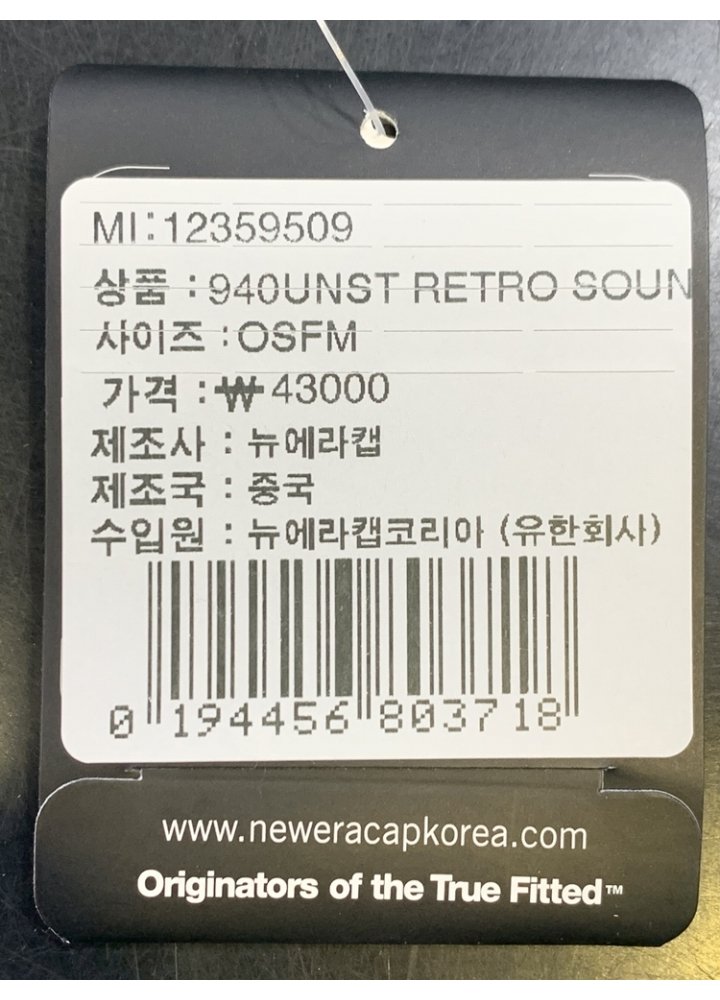 MI:12359509
상품 :940UNST RETRO SOUN
사이즈 :OSFM
가격 :₩43000
제조사 : 뉴에라캡
제조국 : 중국
수입원 : 뉴에라캡코리아 (유한회사)
0 194456 803718
www.neweracapkorea.com
Originators of the True Fitted™